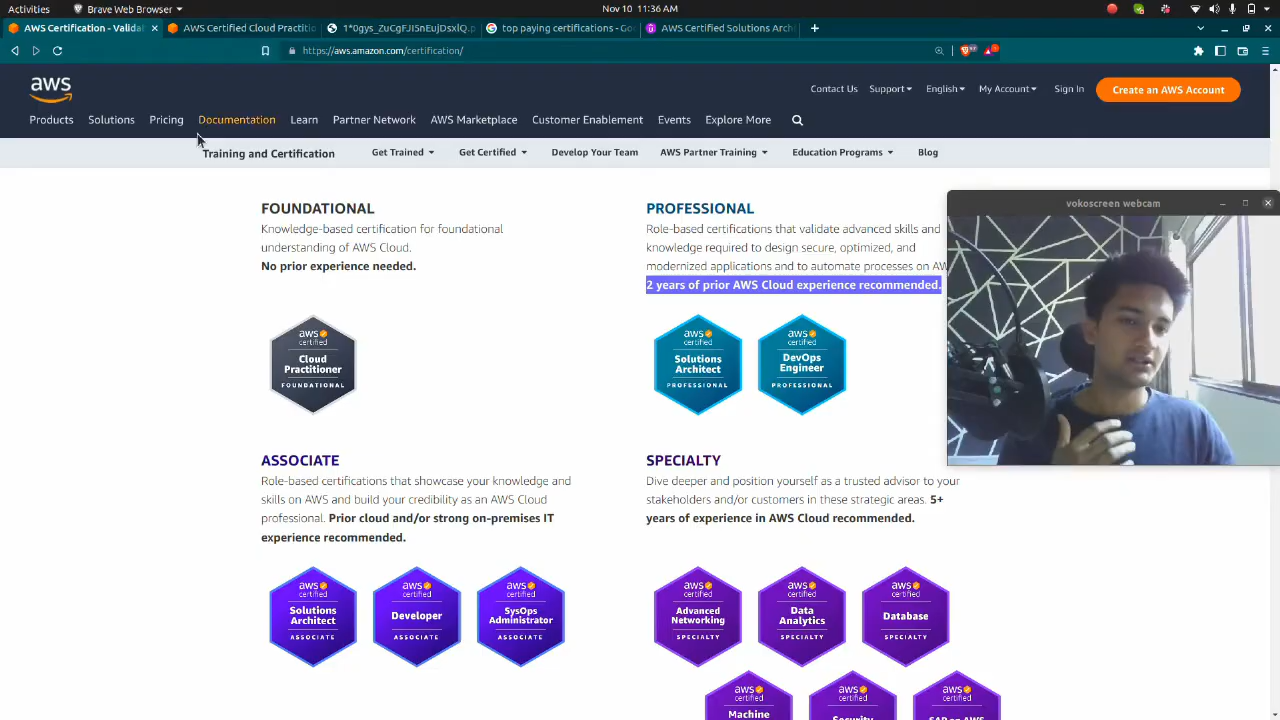 Activities
Brave Web Browser
Nov 10 11:36 AM
AWS Certification - Valida
AWS Certified Cloud Practitio
1*0gys_ZuCgFJI5nEujDsxlQ.p
top paying certifications - Go
AWS Certified Solutions Archi
https://aws.amazon.com/certification/
aws
Contact Us
Support
English
My Account
Sign In
Create an AWS Account
Products
Solutions
Pricing
Documentation
Learn
Partner Network
AWS Marketplace
Customer Enablement
Events
Explore More
Training and Certification
Get Trained
Get Certified
Develop Your Team
AWS Partner Training
Education Programs
Blog
FOUNDATIONAL
Knowledge-based certification for foundational
understanding of AWS Cloud.
No prior experience needed.
aws
certified
Cloud
Practitioner
FOUNDATIONAL
PROFESSIONAL
Role-based certifications that validate advanced skills and
knowledge required to design secure, optimized, and
modernized applications and to automate processes on AW
2 years of prior AWS Cloud experience recommended.
aws
certified
Solutions
Architect
PROFESSIONAL
aws
certified
DevOps
Engineer
PROFESSIONAL
vokoscreen webcam
ASSOCIATE
Role-based certifications that showcase your knowledge and
skills on AWS and build your credibility as an AWS Cloud
professional. Prior cloud and/or strong on-premises IT
experience recommended.
aws
certified
Solutions
Architect
ASSOCIATE
aws
certified
Developer
ASSOCIATE
aws
certified
SysOps
Administrator
ASSOCIATE
SPECIALTY
Dive deeper and position yourself as a trusted advisor to your
stakeholders and/or customers in these strategic areas. 5+
years of experience in AWS Cloud recommended.
aws
certified
Advanced
Networking
SPECIALTY
aws
certified
Data
Analytics
SPECIALTY
aws
certified
Database
SPECIALTY
aws
certified
Machine
aws
certified
Security
aws
certified
SAP on AWS